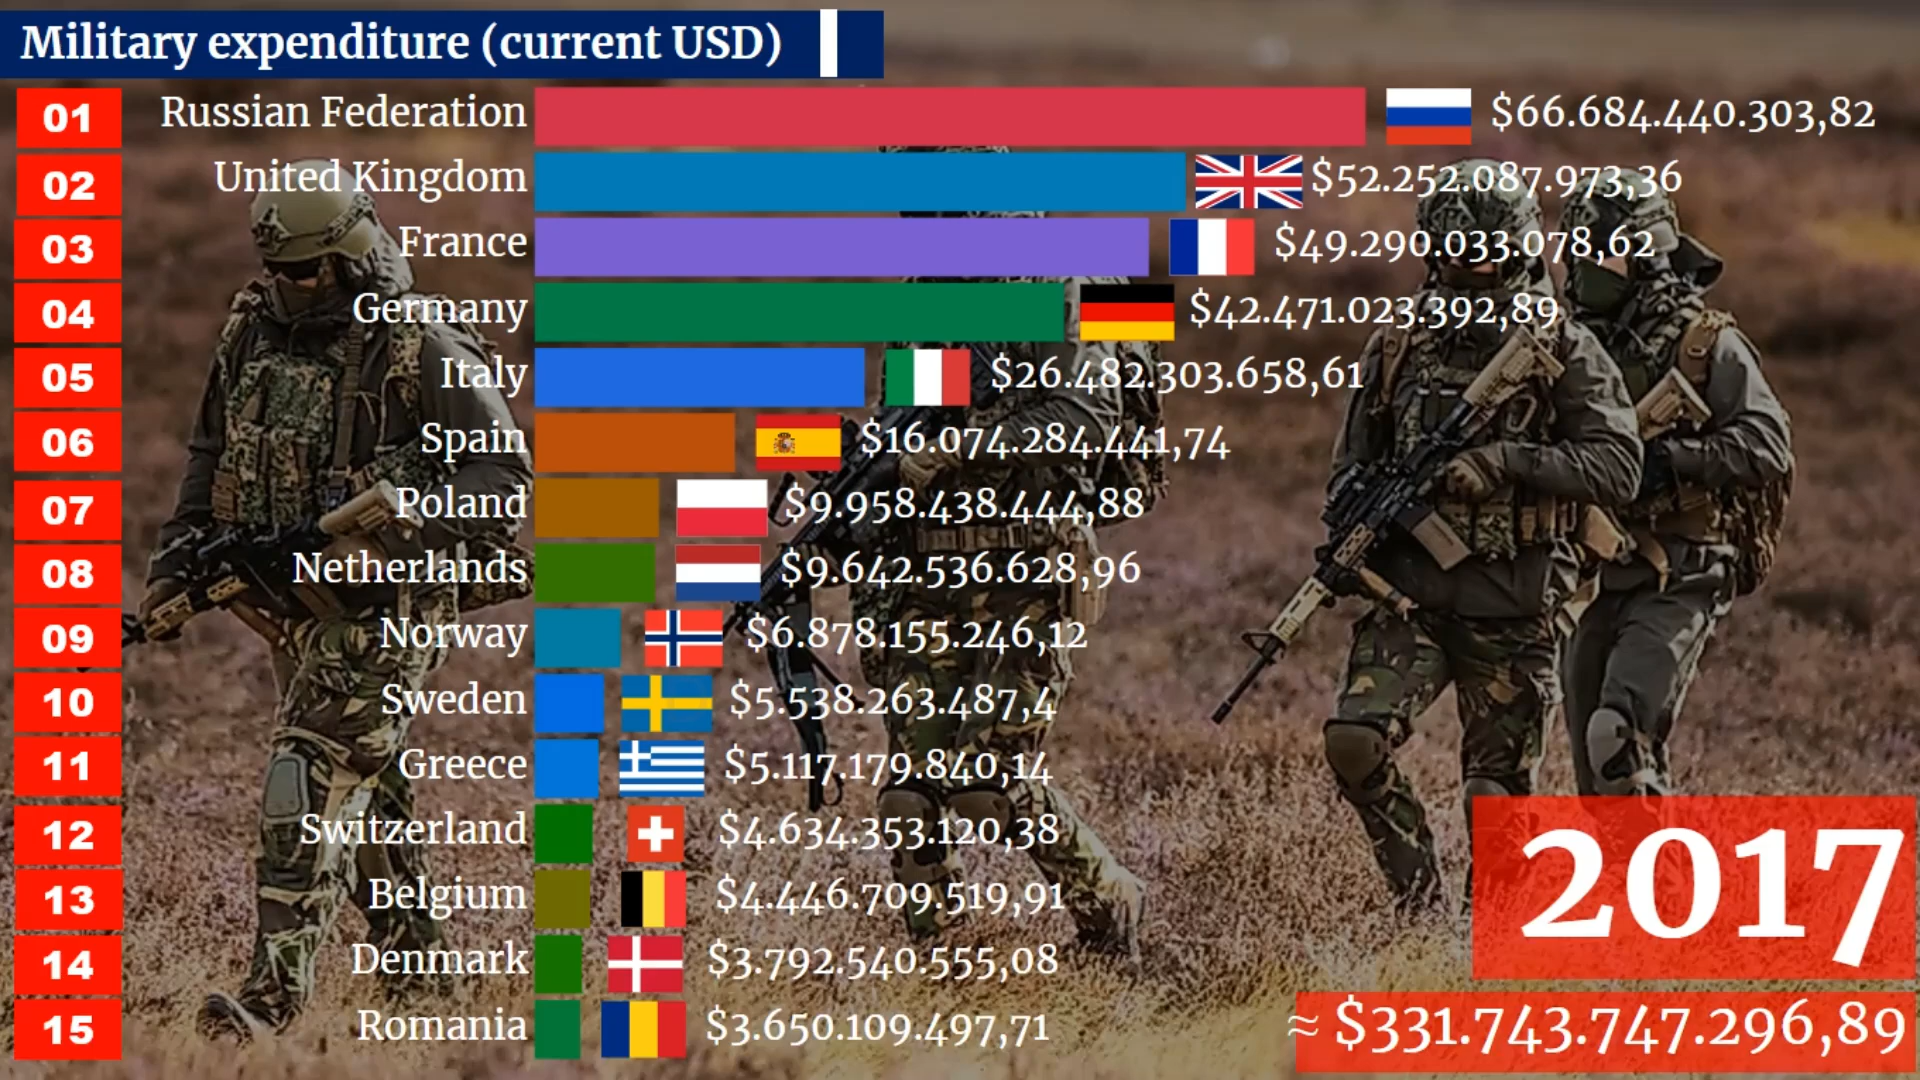 Military expenditure (current USD)
01 Russian Federation $66.684.440.303,82
02 United Kingdom $52.252.087.973,36
03 France $49.290.033.078,62
04 Germany $42.471.023.392,89
05 Italy $26.482.303.658,61
06 Spain $16.074.284.441,74
07 Poland $9.958.438.444,88
08 Netherlands $9.642.536.628,96
09 Norway $6.878.155.246,12
10 Sweden $5.538.263.487,4
11 Greece $5.117.179.840,14
12 Switzerland $4.634.353.120,38
13 Belgium $4.446.709.519,91
14 Denmark $3.792.540.555,08
15 Romania $3.650.109.497,71
2017
≈ $331.743.747.296,89